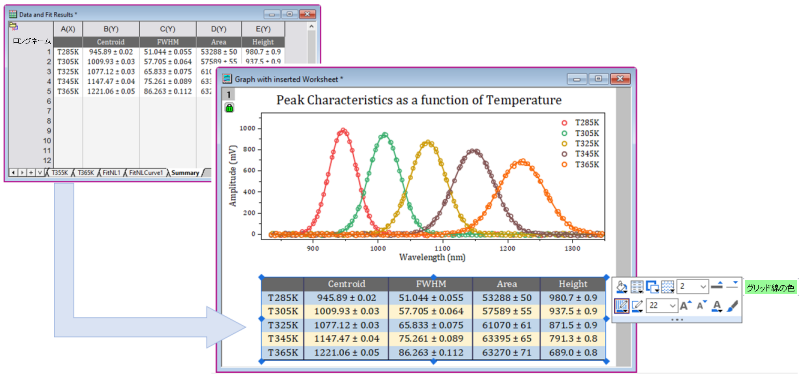 Data and Fit Results *
A(X) B(Y) C(Y) D(Y) E(Y)
ロングネーム Centroid FWHM Area Height
1 T285K 945.89 ± 0.02 51.044 ± 0.055 53288 ± 50 980.7 ± 0.9
2 T305K 1009.93 ± 0.03 57.705 ± 0.064 57589 ± 55 937.5 ± 0.9
3 T325K 1077.12 ± 0.03 65.833 ± 0.075
4 T345K 1147.47 ± 0.04 75.261 ± 0.089
5 T365K 1221.06 ± 0.05 86.263 ± 0.112
6
7
8
9
10
11
12
T355K T365K FitNL1 FitNLCurve1 Summary
Graph with inserted Worksheet *
1
Peak Characteristics as a function of Temperature
T285K
T305K
T325K
T345K
T365K
Amplitude (mV)
1000
800
600
400
200
0
900 1000 1100 1200 1300
Wavelength (nm)
Centroid FWHM Area Height
T285K 945.89 ± 0.02 51.044 ± 0.055 53288 ± 50 980.7 ± 0.9
T305K 1009.93 ± 0.03 57.705 ± 0.064 57589 ± 55 937.5 ± 0.9
T325K 1077.12 ± 0.03 65.833 ± 0.075 61070 ± 61 871.5 ± 0.9
T345K 1147.47 ± 0.04 75.261 ± 0.089 63395 ± 65 791.3 ± 0.8
T365K 1221.06 ± 0.05 86.263 ± 0.112 63270 ± 71 689.0 ± 0.8
2
グリッド線の色
22